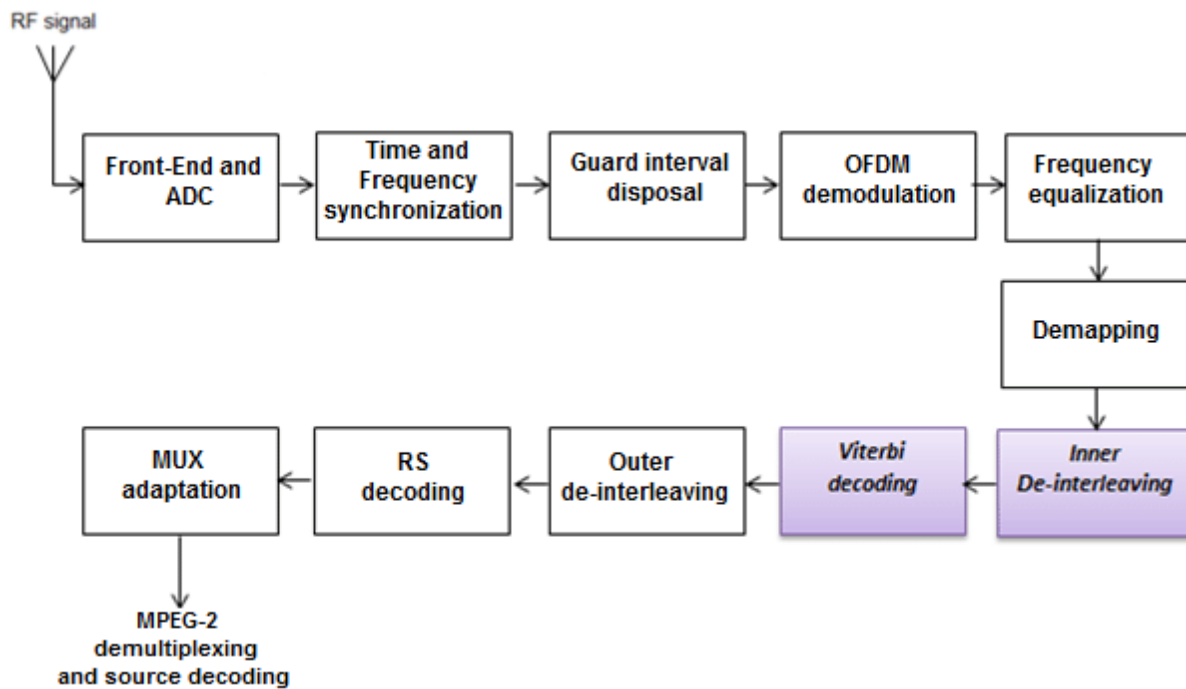 RF signal
Front-End and
ADC
Time and
Frequency
synchronization
Guard interval
disposal
OFDM
demodulation
Frequency
equalization
Demapping
Inner
De-interleaving
Viterbi
decoding
Outer
de-interleaving
RS
decoding
MUX
adaptation
MPEG-2
demultiplexing
and source decoding